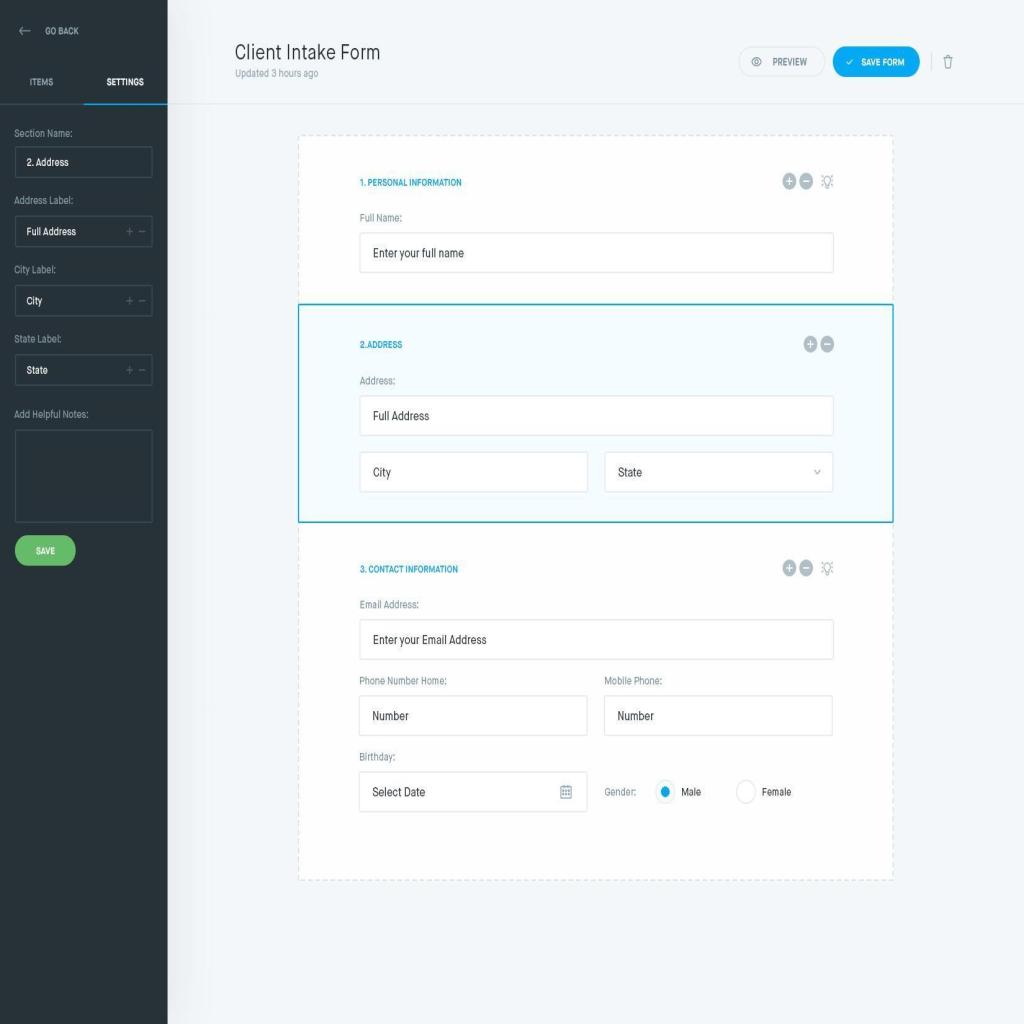 GO BACK
ITEMS SETTINGS
Section Name:
2. Address
Address Label:
Full Address
City Label:
City
State Label:
State
Add Helpful Notes:
SAVE
Client Intake Form
Updated 3 hours ago
PREVIEW SAVE FORM
1. PERSONAL INFORMATION
Full Name:
Enter your full name
2.ADDRESS
Address:
Full Address
City State
3. CONTACT INFORMATION
Email Address:
Enter your Email Address
Phone Number Home: Mobile Phone:
Number Number
Birthday:
Select Date Gender: Male Female